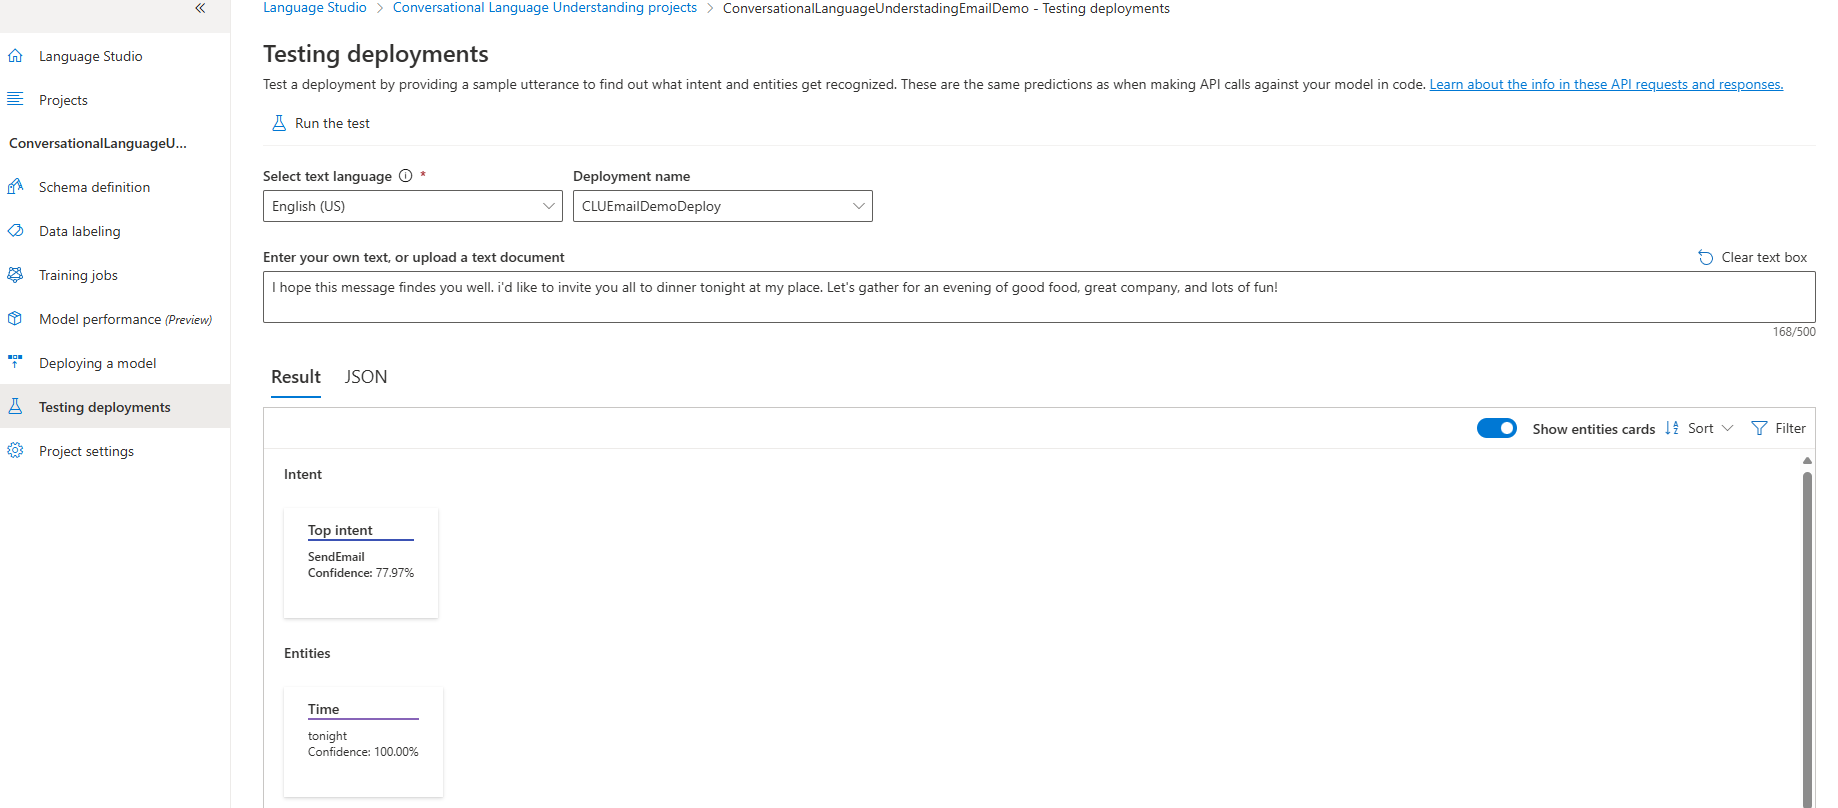 Language Studio > Conversational Language Understanding projects > ConversationalLanguageUnderstadingEmailDemo - Testing deployments
Language Studio
Projects
ConversationalLanguageU...
Schema definition
Data labeling
Training jobs
Model performance (Preview)
Deploying a model
Testing deployments
Project settings
Testing deployments
Test a deployment by providing a sample utterance to find out what intent and entities get recognized. These are the same predictions as when making API calls against your model in code. Learn about the info in these API requests and responses.
Run the test
Select text language * Deployment name
English (US) CLUEmailDemoDeploy
Enter your own text, or upload a text document Clear text box
I hope this message findes you well. i'd like to invite you all to dinner tonight at my place. Let's gather for an evening of good food, great company, and lots of fun!
168/500
Result JSON
Show entities cards Sort Filter
Intent
Top intent
SendEmail
Confidence: 77.97%
Entities
Time
tonight
Confidence: 100.00%